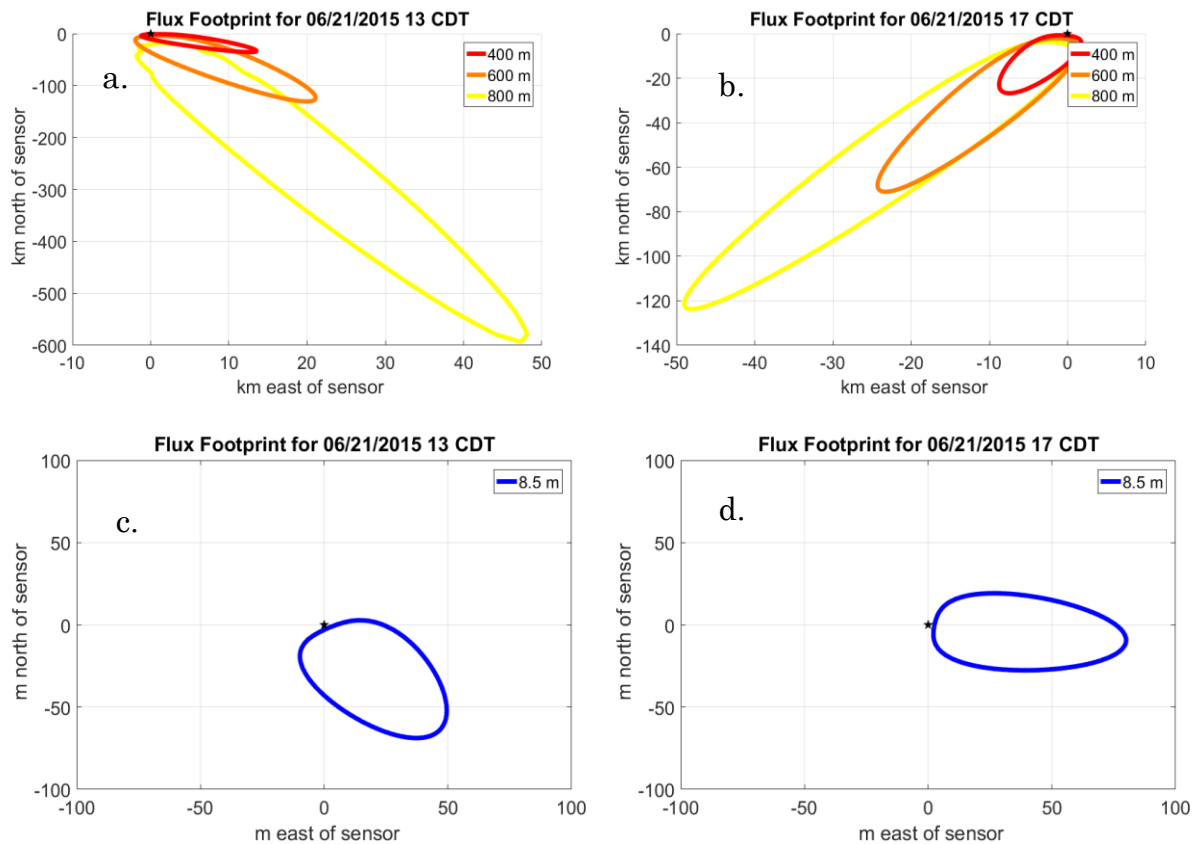 Flux Footprint for 06/21/2015 13 CDT
a.
400 m
600 m
800 m
0
-100
-200
-300
-400
-500
-600
km north of sensor
-10 0 10 20 30 40 50
km east of sensor
Flux Footprint for 06/21/2015 17 CDT
b.
400 m
600 m
800 m
0
-20
-40
-60
-80
-100
-120
-140
km north of sensor
-50 -40 -30 -20 -10 0 10
km east of sensor
Flux Footprint for 06/21/2015 13 CDT
c.
8.5 m
100
50
0
-50
-100
m north of sensor
-100 -50 0 50 100
m east of sensor
Flux Footprint for 06/21/2015 17 CDT
d.
8.5 m
100
50
0
-50
-100
m north of sensor
-100 -50 0 50 100
m east of sensor